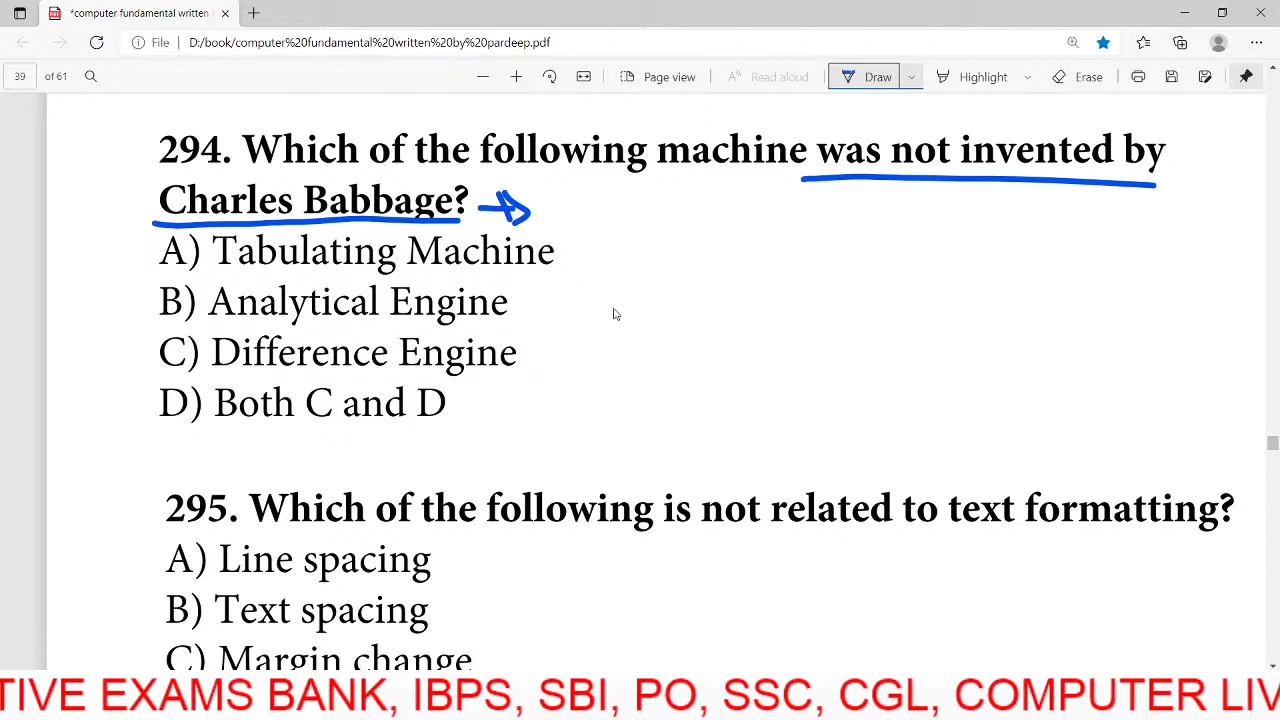 *computer fundamental written
File D:/book/computer%20fundamental%20written%20by%20pardeep.pdf
39 of 61 Page view Read aloud Draw Highlight Erase
294. Which of the following machine was not invented by
Charles Babbage?
A) Tabulating Machine
B) Analytical Engine
C) Difference Engine
D) Both C and D
295. Which of the following is not related to text formatting?
A) Line spacing
B) Text spacing
C) Margin change
TIVE EXAMS BANK, IBPS, SBI, PO, SSC, CGL, COMPUTER LIV